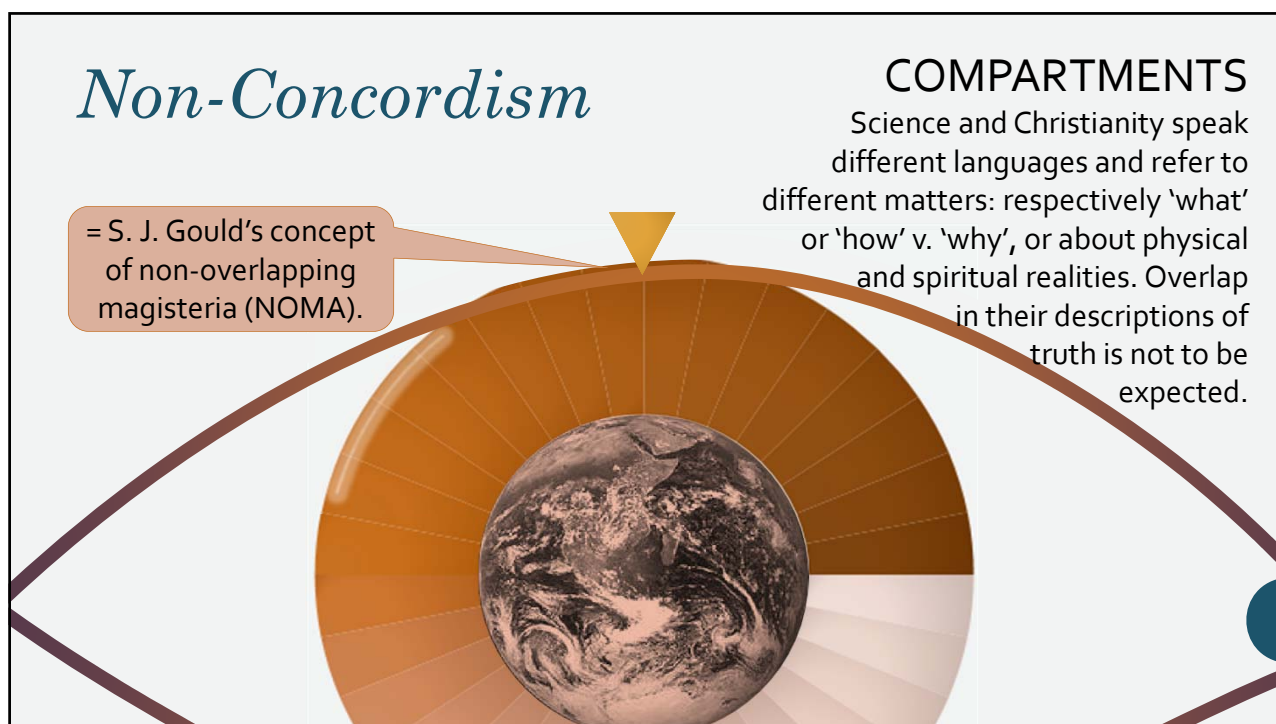 Non-Concordism
COMPARTMENTS
Science and Christianity speak
different languages and refer to
different matters: respectively ‘what’
or ‘how’ v. ‘why’, or about physical
and spiritual realities. Overlap
in their descriptions of
truth is not to be
expected.
= S. J. Gould’s concept
of non-overlapping
magisteria (NOMA).